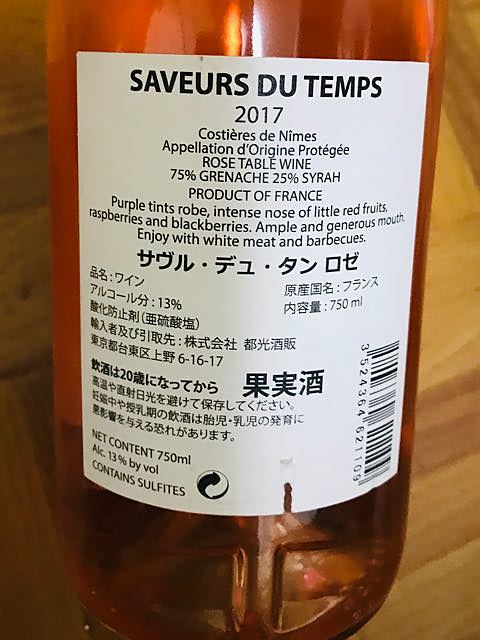 SAVEURS DU TEMPS
2017
Costières de Nîmes
Appellation d'Origine Protégée
ROSE TABLE WINE
75% GRENACHE 25% SYRAH
PRODUCT OF FRANCE
Purple tints robe, intense nose of little red fruits,
raspberries and blackberries. Ample and generous mouth.
Enjoy with white meat and barbecues.
サヴル・デュ・タン ロゼ
品名:ワイン
原産国名:フランス
アルコール分:13%
内容量:750 ml
酸化防止剤(亜硫酸塩)
輸入者及び引取先:株式会社 都光酒販
東京都台東区上野 6-16-17
飲酒は20歳になってから
果実酒
高温や直射日光を避けて保存してください。
妊娠中や授乳期の飲酒は胎児・乳児の発育に
悪影響を与える恐れがあります。
NET CONTENT 750ml
Alc. 13% by vol
CONTAINS SULFITES
3524364621109